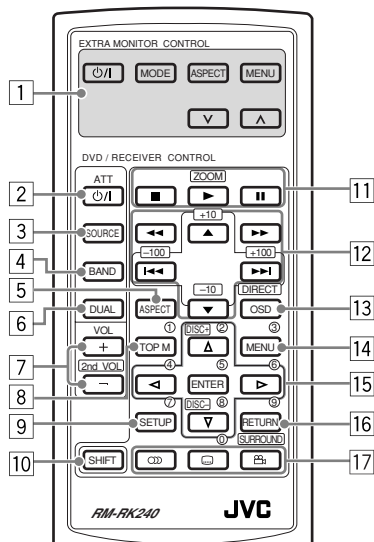 EXTRA MONITOR CONTROL
⏻/I MODE ASPECT MENU
1
DVD / RECEIVER CONTROL
ATT ZOOM
2 ⏻/I 11
3 SOURCE +10
–100 +100 12
4 BAND
5 –10 DIRECT
6 DUAL ASPECT OSD 13
VOL ① DISC+ ② ③
7 + TOP M MENU 14
2nd VOL ④ ⑤ ⑥
8 – ENTER 15
⑦ DISC– ⑧ ⑨
9 SETUP RETURN 16
⓪ SURROUND
10 SHIFT 17
RM-RK240 JVC